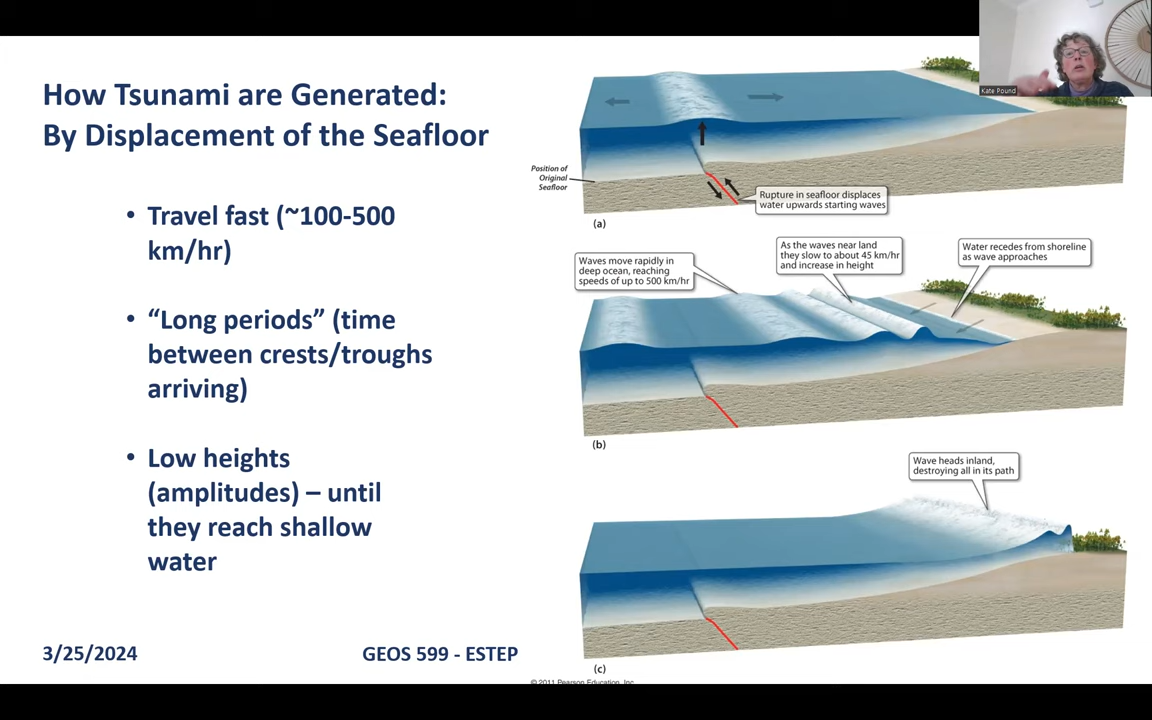 Kate Pound
How Tsunami are Generated:
By Displacement of the Seafloor
• Travel fast (~100-500
km/hr)
• “Long periods” (time
between crests/troughs
arriving)
• Low heights
(amplitudes) – until
they reach shallow
water
3/25/2024
GEOS 599 - ESTEP
Position of
Original
Seafloor
Rupture in seafloor displaces
water upwards starting waves
(a)
Waves move rapidly in
deep ocean, reaching
speeds of up to 500 km/hr
As the waves near land
they slow to about 45 km/hr
and increase in height
Water recedes from shoreline
as wave approaches
(b)
Wave heads inland,
destroying all in its path
(c)
© 2011 Pearson Education, Inc.